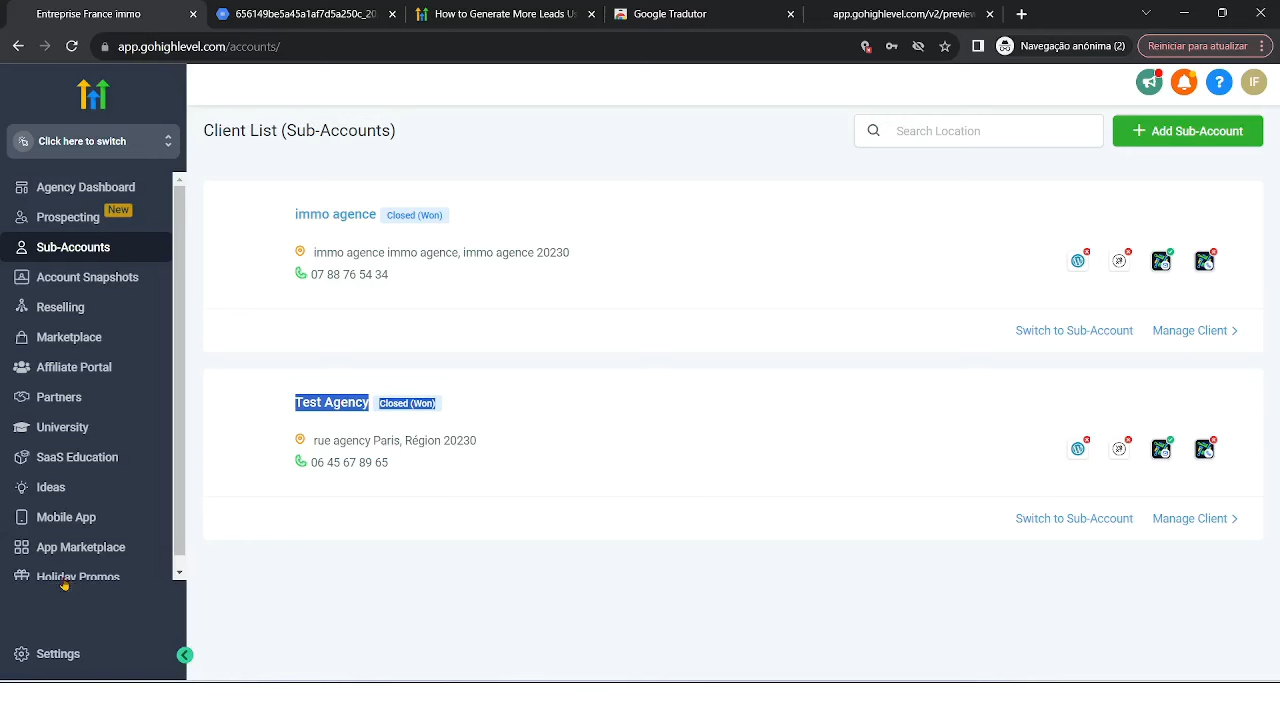 Entreprise France immo
656149be5a45a1af7d5a250c_20
How to Generate More Leads Us
Google Tradutor
app.gohighlevel.com/v2/preview
app.gohighlevel.com/accounts/
Navegação anónima (2)
Reiniciar para atualizar
IF
Click here to switch
Client List (Sub-Accounts)
Search Location
Add Sub-Account
Agency Dashboard
Prospecting New
Sub-Accounts
Account Snapshots
Reselling
Marketplace
Affiliate Portal
Partners
University
SaaS Education
Ideas
Mobile App
App Marketplace
Holiday Promos
Settings
immo agence Closed (Won)
immo agence immo agence, immo agence 20230
07 88 76 54 34
Switch to Sub-Account Manage Client
Test Agency Closed (Won)
rue agency Paris, Région 20230
06 45 67 89 65
Switch to Sub-Account Manage Client